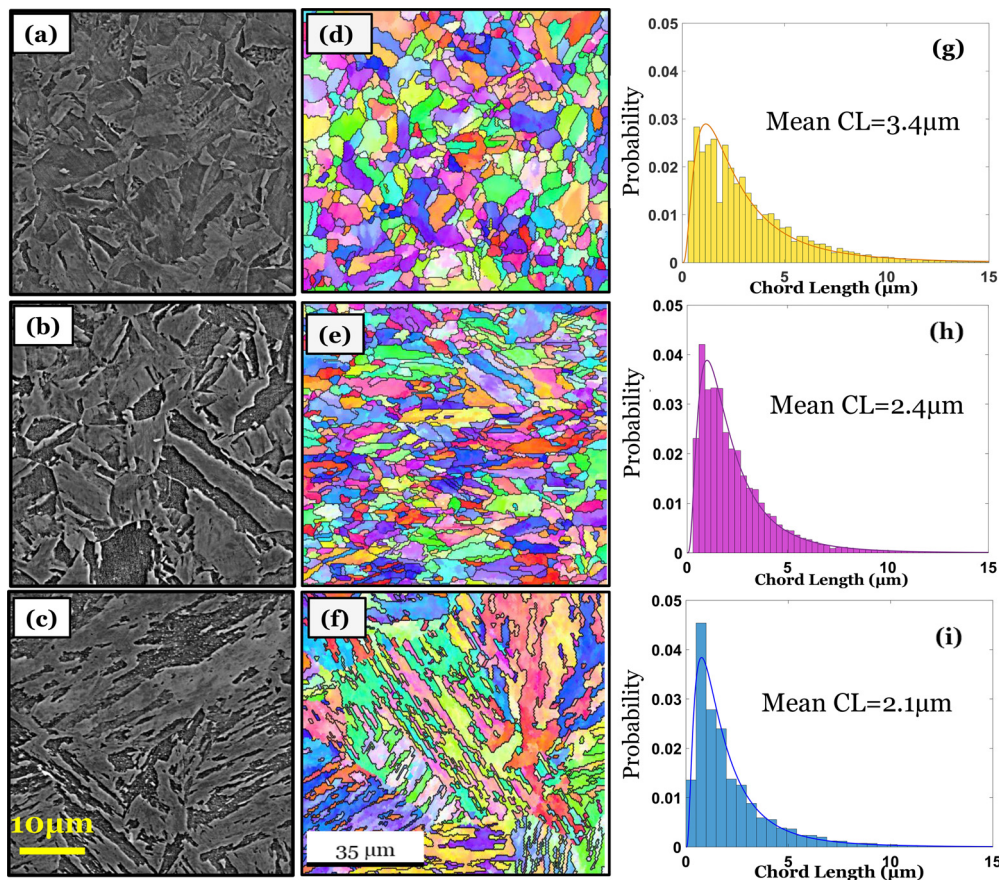 (a)
(d)
(g)
0.05
0.04
0.03
0.02
0.01
0
Probability
Mean CL=3.4μm
0
5
10
15
Chord Length (μm)
(b)
(e)
(h)
0.05
0.04
0.03
0.02
0.01
0
Probability
Mean CL=2.4μm
0
5
10
15
Chord Length (μm)
(c)
10μm
(f)
35 μm
(i)
0.05
0.04
0.03
0.02
0.01
0
Probability
Mean CL=2.1μm
0
5
10
15
Chord Length (μm)